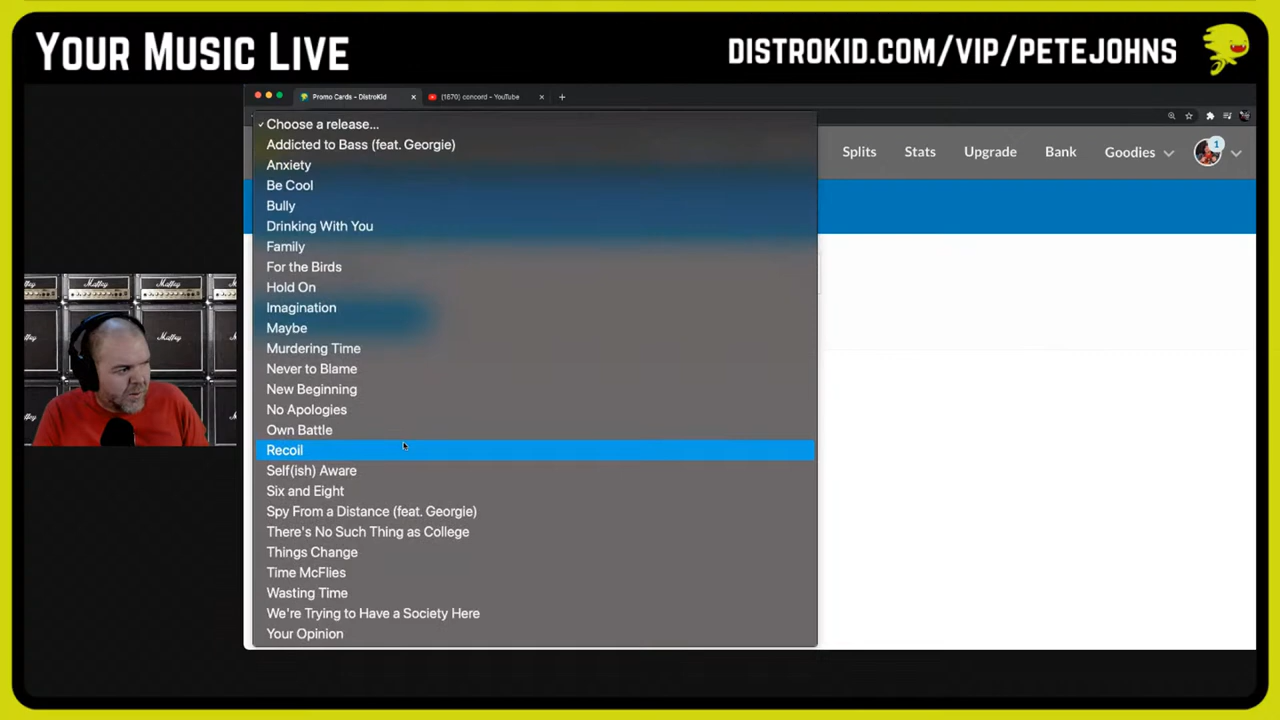 YOUR MUSIC LIVE
DISTROKID.COM/VIP/PETEJOHNS
Promo Cards - DistroKid
(1670) concord - YouTube
✓ Choose a release...
Addicted to Bass (feat. Georgie)
Anxiety
Be Cool
Bully
Drinking With You
Family
For the Birds
Hold On
Imagination
Maybe
Murdering Time
Never to Blame
New Beginning
No Apologies
Own Battle
Recoil
Self(ish) Aware
Six and Eight
Spy From a Distance (feat. Georgie)
There's No Such Thing as College
Things Change
Time McFlies
Wasting Time
We're Trying to Have a Society Here
Your Opinion
Splits
Stats
Upgrade
Bank
Goodies
1